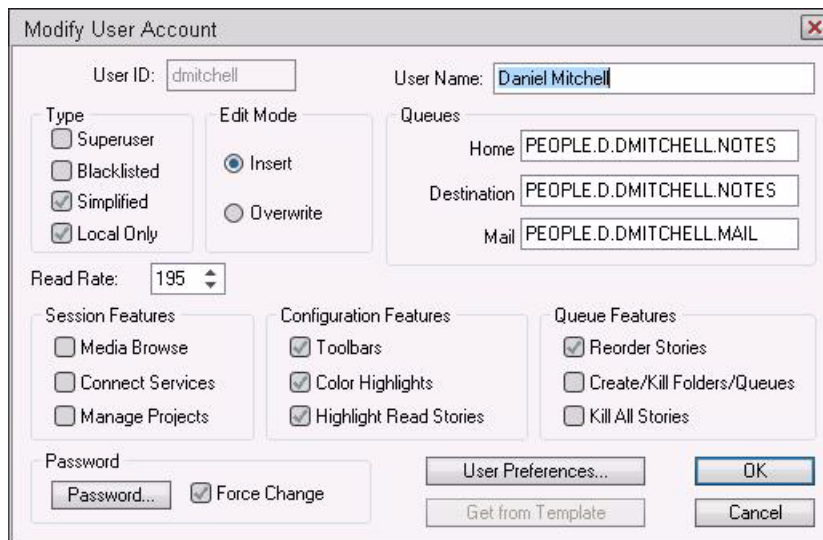 Modify User Account
User ID: dmitchell
User Name: Daniel Mitchell
Type
Superuser
Blacklisted
Simplified
Local Only
Edit Mode
Insert
Overwrite
Queues
Home PEOPLE.D.DMITCHELL.NOTES
Destination PEOPLE.D.DMITCHELL.NOTES
Mail PEOPLE.D.DMITCHELL.MAIL
Read Rate: 195
Session Features
Media Browse
Connect Services
Manage Projects
Configuration Features
Toolbars
Color Highlights
Highlight Read Stories
Queue Features
Reorder Stories
Create/Kill Folders/Queues
Kill All Stories
Password
Password...
Force Change
User Preferences...
Get from Template
OK
Cancel